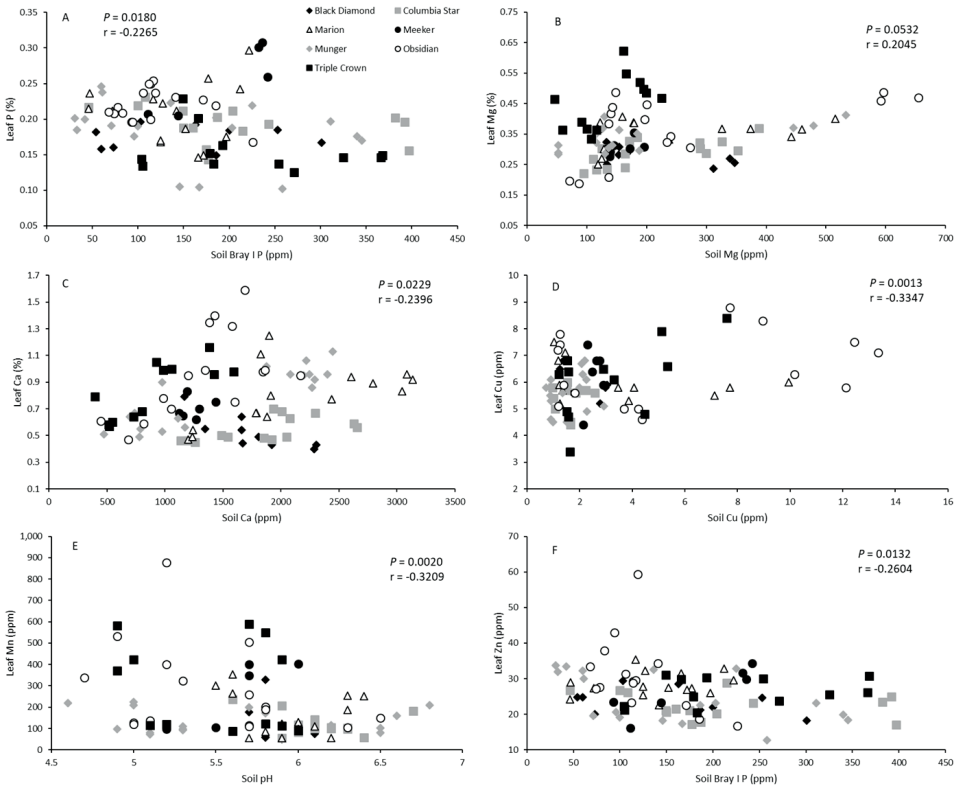 A
P = 0.0180
r = -0.2265
Black Diamond
Columbia Star
Marion
Meeker
Munger
Obsidian
Triple Crown
Leaf P (%)
0.40
0.35
0.30
0.25
0.20
0.15
0.10
0.05
0 50 100 150 200 250 300 350 400 450
Soil Bray I P (ppm)
B
P = 0.0532
r = 0.2045
Leaf Mg (%)
0.75
0.65
0.55
0.45
0.35
0.25
0.15
0.05
0 100 200 300 400 500 600 700
Soil Mg (ppm)
C
P = 0.0229
r = -0.2396
Leaf Ca (%)
1.7
1.5
1.3
1.1
0.9
0.7
0.5
0.3
0.1
0 500 1000 1500 2000 2500 3000 3500
Soil Ca (ppm)
D
P = 0.0013
r = -0.3347
Leaf Cu (ppm)
10
9
8
7
6
5
4
3
2
0 2 4 6 8 10 12 14 16
Soil Cu (ppm)
E
P = 0.0020
r = -0.3209
Leaf Mn (ppm)
1,000
900
800
700
600
500
400
300
200
100
0
4.5 5 5.5 6 6.5 7
Soil pH
F
P = 0.0132
r = -0.2604
Leaf Zn (ppm)
70
60
50
40
30
20
10
0 50 100 150 200 250 300 350 400 450
Soil Bray I P (ppm)